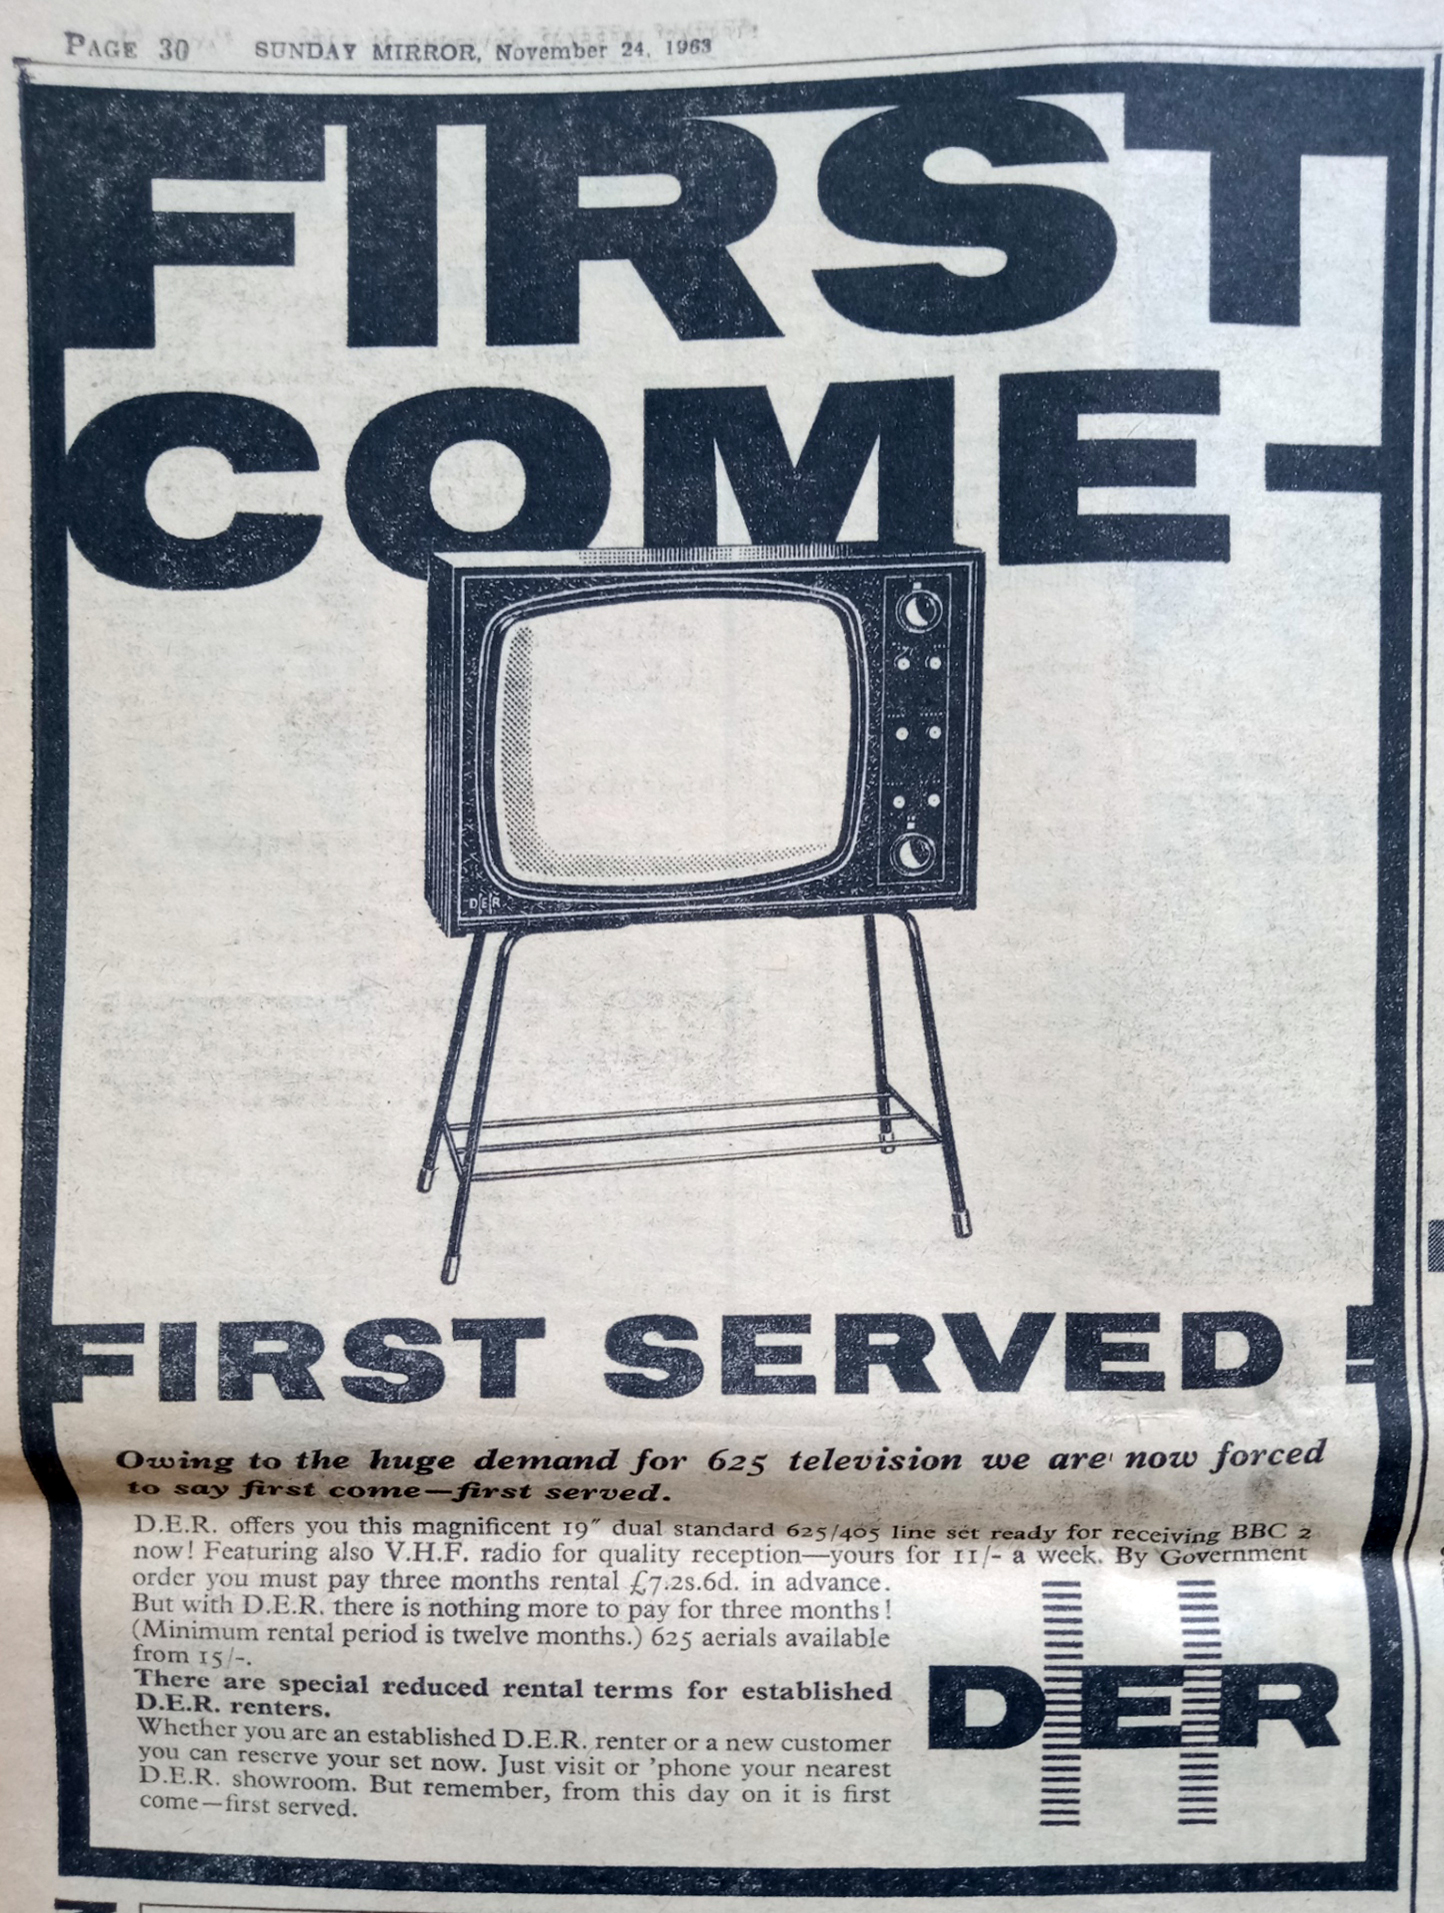 PAGE 30 SUNDAY MIRROR, November 24, 1963
FIRST
COME-
DER
FIRST SERVED !
Owing to the huge demand for 625 television we are now forced
to say first come—first served.
D.E.R. offers you this magnificent 19″ dual standard 625/405 line set ready for receiving BBC 2
now! Featuring also V.H.F. radio for quality reception—yours for 11/- a week. By Government
order you must pay three months rental £7.2s.6d. in advance.
But with D.E.R. there is nothing more to pay for three months!
(Minimum rental period is twelve months.) 625 aerials available
from 15/-.
There are special reduced rental terms for established
D.E.R. renters.
Whether you are an established D.E.R. renter or a new customer
you can reserve your set now. Just visit or 'phone your nearest
D.E.R. showroom. But remember, from this day on it is first
come—first served.
DER